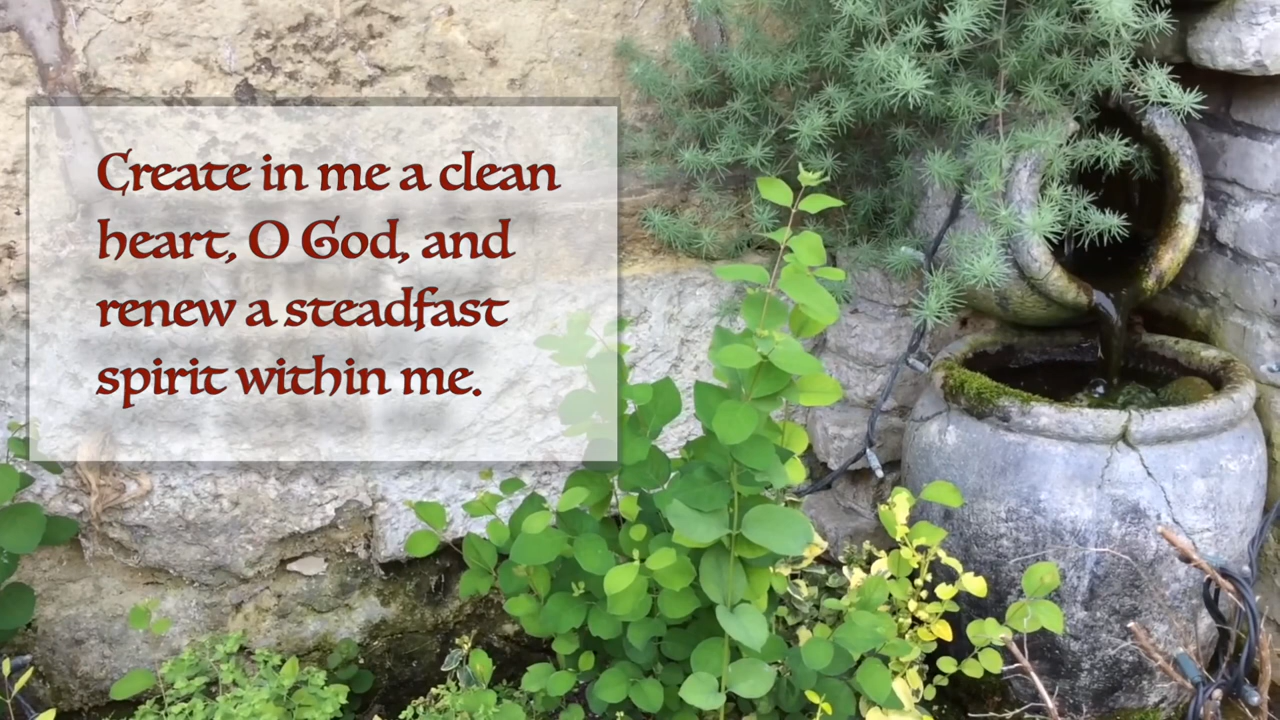 Create in me a clean
heart, O God, and
renew a steadfast
spirit within me.